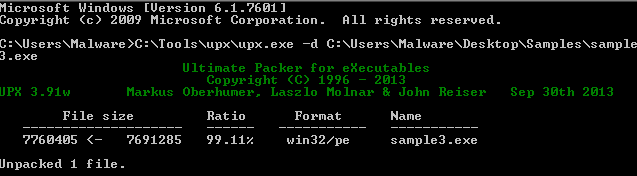 Microsoft Windows [Version 6.1.7601]
Copyright (c) 2009 Microsoft Corporation.  All rights reserved.
C:\Users\Malware>C:\Tools\upx\upx.exe -d C:\Users\Malware\Desktop\Samples\sample
3.exe
Ultimate Packer for eXecutables
Copyright (C) 1996 - 2013
UPX 3.91w       Markus Oberhumer, Laszlo Molnar & John Reiser   Sep 30th 2013
File size         Ratio      Format      Name
--------------------   ------   -----------   -----------
7760405 <-   7691285   99.11%    win32/pe     sample3.exe
Unpacked 1 file.